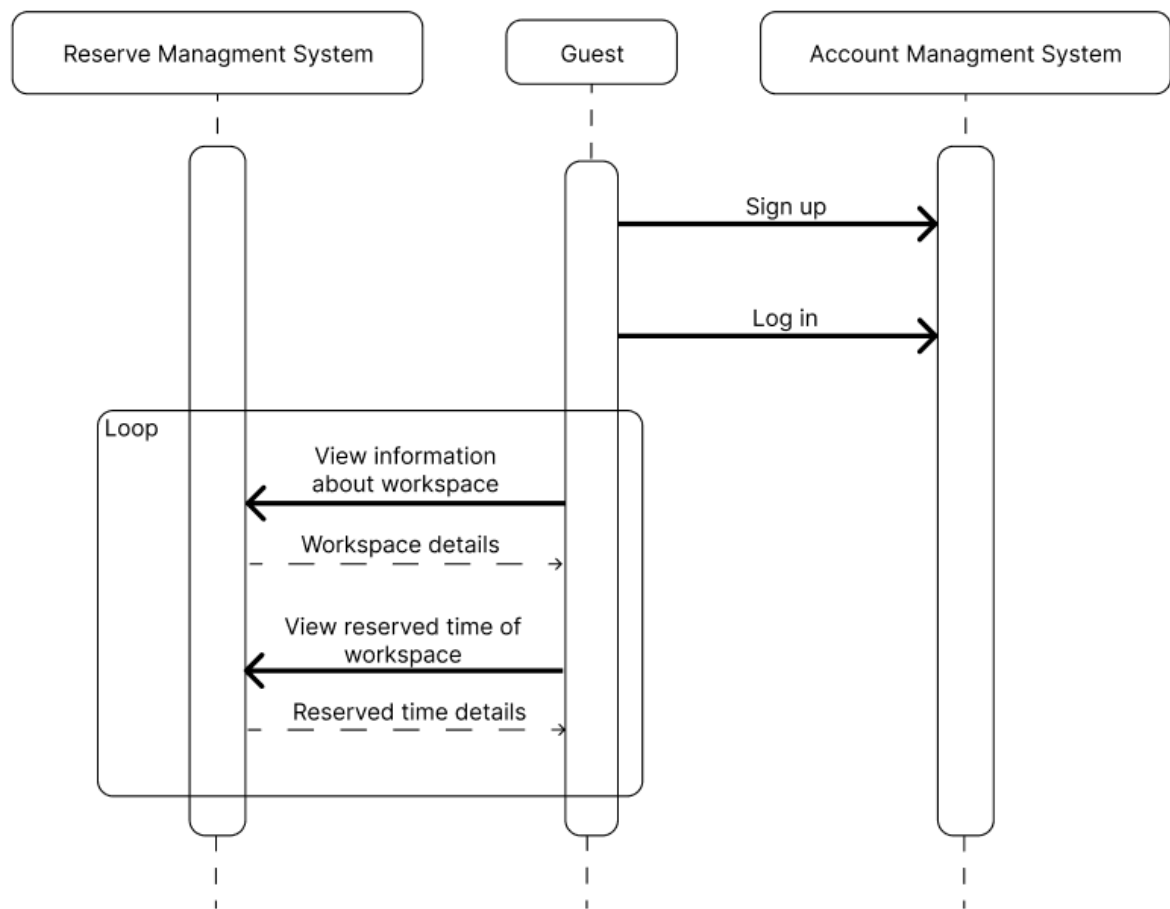 Reserve Managment System
Guest
Account Managment System
Sign up
Log in
Loop
View information
about workspace
Workspace details
View reserved time of
workspace
Reserved time details